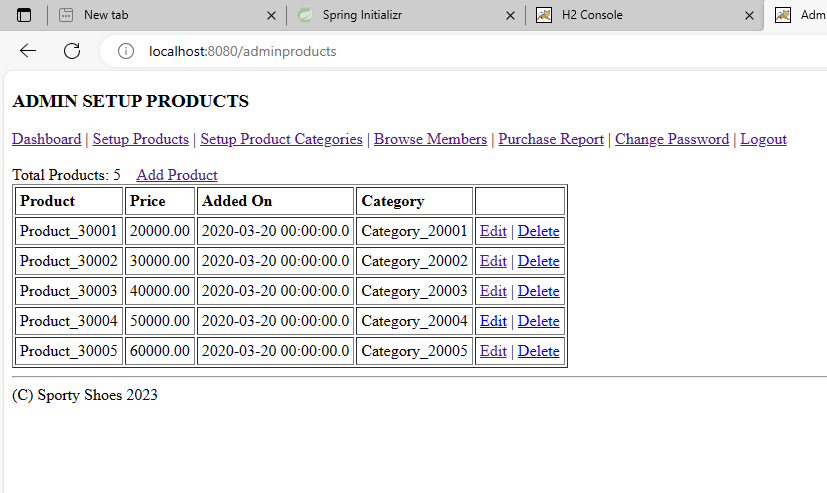 New tab
Spring Initializr
H2 Console
Adm
localhost:8080/adminproducts
ADMIN SETUP PRODUCTS
Dashboard | Setup Products | Setup Product Categories | Browse Members | Purchase Report | Change Password | Logout
Total Products: 5 Add Product
Product Price Added On Category
Product_30001 20000.00 2020-03-20 00:00:00.0 Category_20001 Edit | Delete
Product_30002 30000.00 2020-03-20 00:00:00.0 Category_20002 Edit | Delete
Product_30003 40000.00 2020-03-20 00:00:00.0 Category_20003 Edit | Delete
Product_30004 50000.00 2020-03-20 00:00:00.0 Category_20004 Edit | Delete
Product_30005 60000.00 2020-03-20 00:00:00.0 Category_20005 Edit | Delete
(C) Sporty Shoes 2023